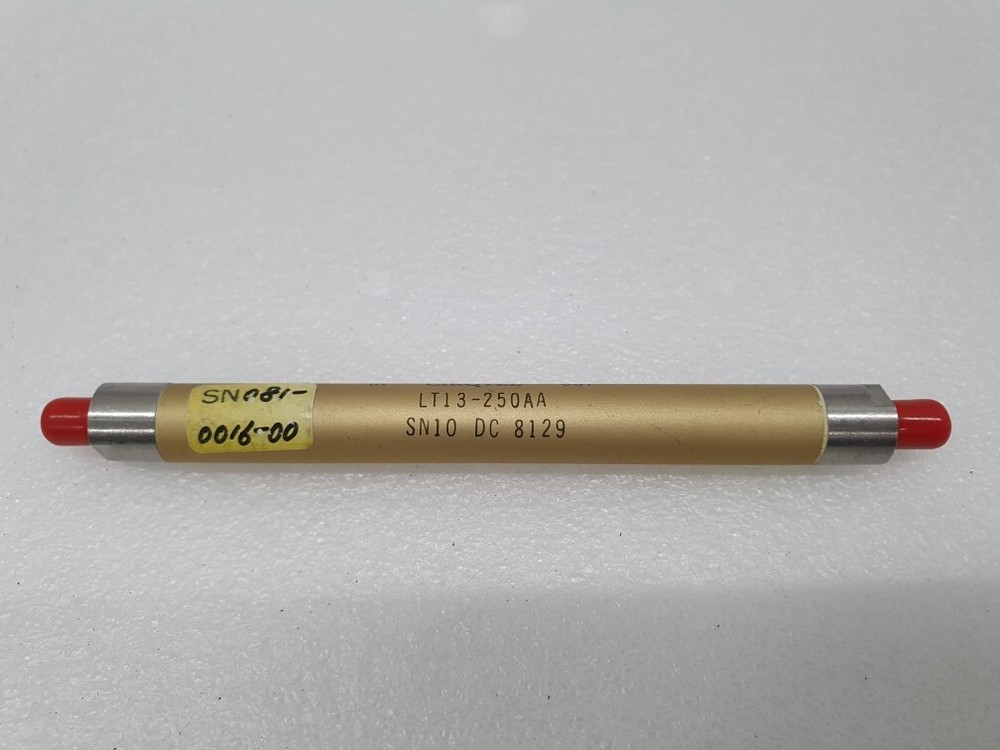 SN081-
0016-00
LT13-250AA
SN10 DC 8129